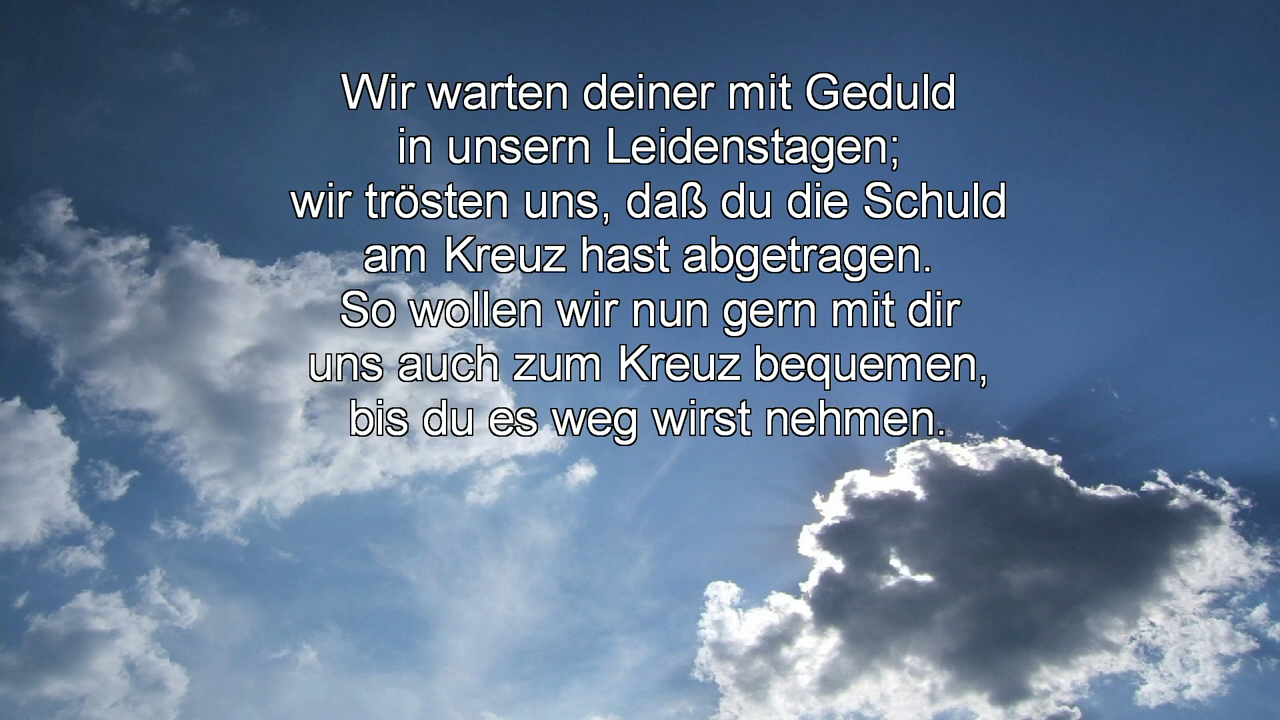 Wir warten deiner mit Geduld
in unsern Leidenstagen;
wir trösten uns, daß du die Schuld
am Kreuz hast abgetragen.
So wollen wir nun gern mit dir
uns auch zum Kreuz bequemen,
bis du es weg wirst nehmen.